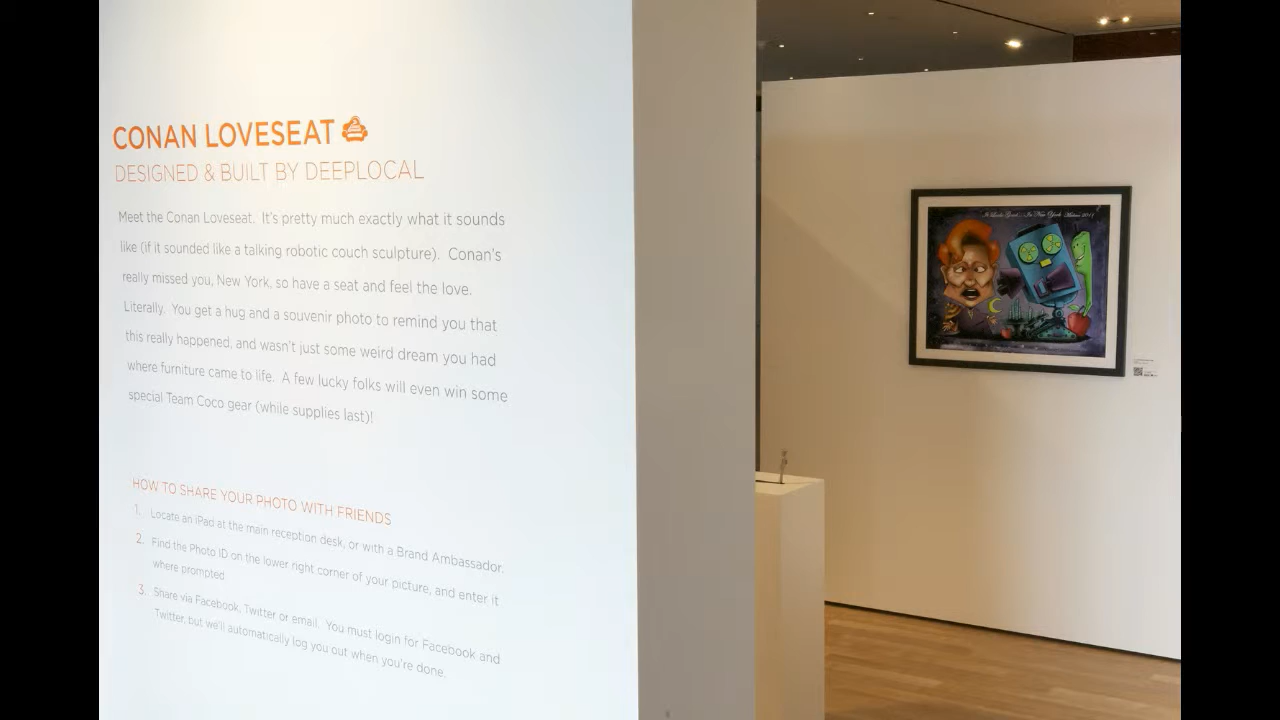 CONAN LOVESEAT
DESIGNED & BUILT BY DEEPLOCAL
Meet the Conan Loveseat. It's pretty much exactly what it sounds
like (if it sounded like a talking robotic couch sculpture). Conan's
really missed you, New York, so have a seat and feel the love.
Literally. You get a hug and a souvenir photo to remind you that
this really happened, and wasn't just some weird dream you had
where furniture came to life. A few lucky folks will even win some
special Team Coco gear (while supplies last)!
HOW TO SHARE YOUR PHOTO WITH FRIENDS
1. Locate an iPad at the main reception desk, or with a Brand Ambassador.
2. Find the Photo ID on the lower right corner of your picture, and enter it
where prompted.
3. Share via Facebook, Twitter or email. You must login for Facebook and
Twitter, but we'll automatically log you out when you're done.
In New York